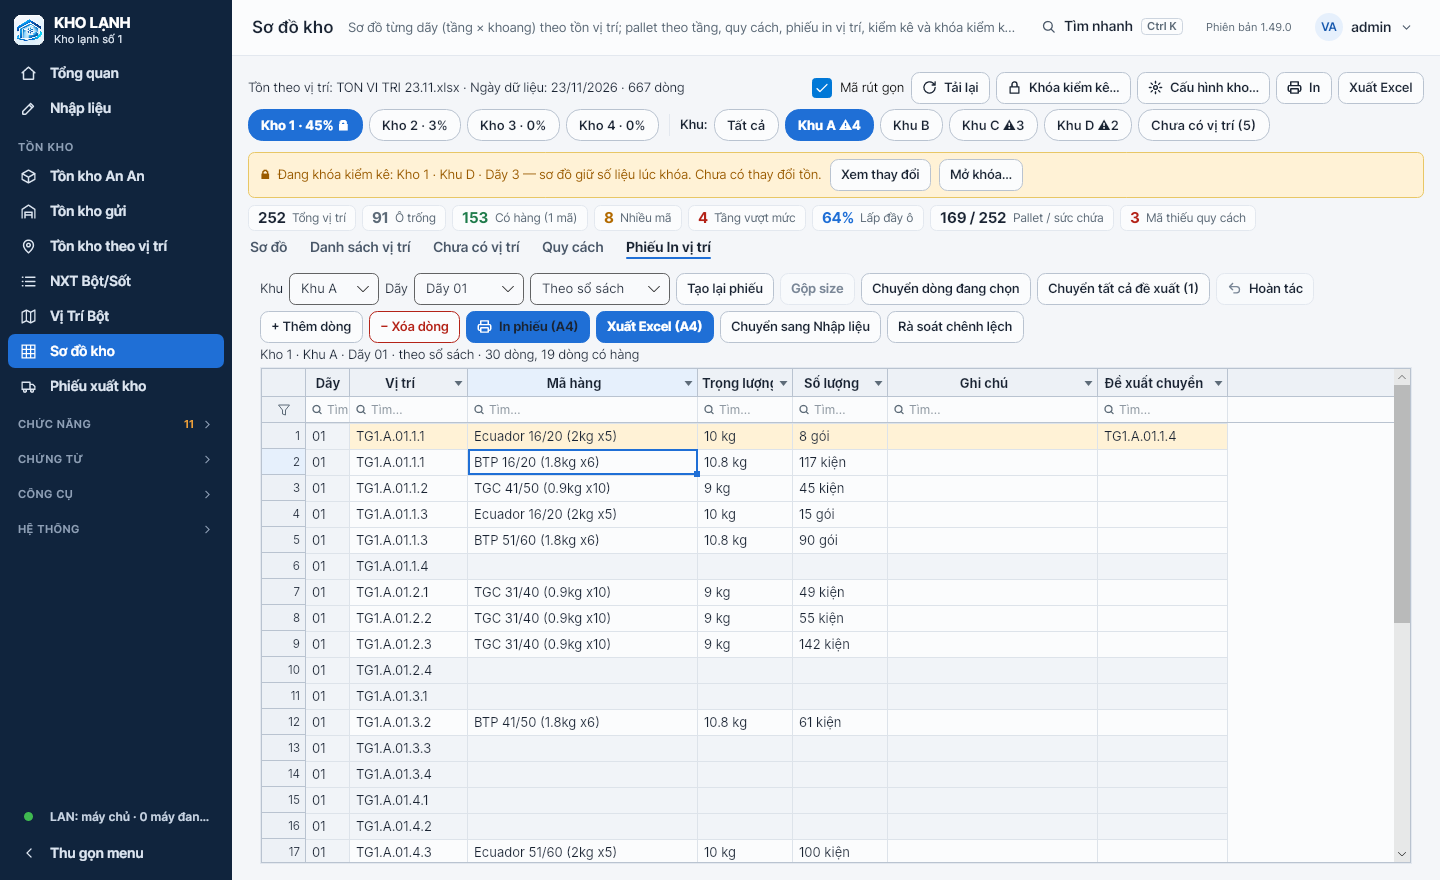 KHO LẠNH
Kho lạnh số 1
Tổng quan
Nhập liệu
TỒN KHO
Tồn kho An An
Tồn kho gửi
Tồn kho theo vị trí
NXT Bột/Sốt
Vị Trí Bột
Sơ đồ kho
Phiếu xuất kho
CHỨC NĂNG 11
CHỨNG TỪ
CÔNG CỤ
HỆ THỐNG
LAN: máy chủ · 0 máy đan...
Thu gọn menu
Sơ đồ kho Sơ đồ từng dãy (tầng × khoang) theo tồn vị trí; pallet theo tầng, quy cách, phiếu in vị trí, kiểm kê và khóa kiểm k... Tìm nhanh Ctrl K Phiên bản 1.49.0 VA admin
Tồn theo vị trí: TON VI TRI 23.11.xlsx · Ngày dữ liệu: 23/11/2026 · 667 dòng Mã rút gọn Tải lại Khóa kiểm kê... Cấu hình kho... In Xuất Excel
Kho 1 · 45% Kho 2 · 3% Kho 3 · 0% Kho 4 · 0% Khu: Tất cả Khu A ⚠4 Khu B Khu C ⚠3 Khu D ⚠2 Chưa có vị trí (5)
Đang khóa kiểm kê: Kho 1 · Khu D · Dãy 3 — sơ đồ giữ số liệu lúc khóa. Chưa có thay đổi tồn. Xem thay đổi Mở khóa...
252 Tổng vị trí 91 Ô trống 153 Có hàng (1 mã) 8 Nhiều mã 4 Tầng vượt mức 64% Lấp đầy ô 169 / 252 Pallet / sức chứa 3 Mã thiếu quy cách
Sơ đồ Danh sách vị trí Chưa có vị trí Quy cách Phiếu In vị trí
Khu Khu A Dãy Dãy 01 Theo sổ sách Tạo lại phiếu Gộp size Chuyển dòng đang chọn Chuyển tất cả đề xuất (1) Hoàn tác
+ Thêm dòng − Xóa dòng In phiếu (A4) Xuất Excel (A4) Chuyển sang Nhập liệu Rà soát chênh lệch
Kho 1 · Khu A · Dãy 01 · theo sổ sách · 30 dòng, 19 dòng có hàng
Dãy Vị trí Mã hàng Trọng lượng Số lượng Ghi chú Đề xuất chuyển
Tìm Tìm... Tìm... Tìm... Tìm... Tìm... Tìm...
1 01 TG1.A.01.1.1 Ecuador 16/20 (2kg x5) 10 kg 8 gói TG1.A.01.1.4
2 01 TG1.A.01.1.1 BTP 16/20 (1.8kg x6) 10.8 kg 117 kiện
3 01 TG1.A.01.1.2 TGC 41/50 (0.9kg x10) 9 kg 45 kiện
4 01 TG1.A.01.1.3 Ecuador 16/20 (2kg x5) 10 kg 15 gói
5 01 TG1.A.01.1.3 BTP 51/60 (1.8kg x6) 10.8 kg 90 gói
6 01 TG1.A.01.1.4
7 01 TG1.A.01.2.1 TGC 31/40 (0.9kg x10) 9 kg 49 kiện
8 01 TG1.A.01.2.2 TGC 31/40 (0.9kg x10) 9 kg 55 kiện
9 01 TG1.A.01.2.3 TGC 31/40 (0.9kg x10) 9 kg 142 kiện
10 01 TG1.A.01.2.4
11 01 TG1.A.01.3.1
12 01 TG1.A.01.3.2 BTP 41/50 (1.8kg x6) 10.8 kg 61 kiện
13 01 TG1.A.01.3.3
14 01 TG1.A.01.3.4
15 01 TG1.A.01.4.1
16 01 TG1.A.01.4.2
17 01 TG1.A.01.4.3 Ecuador 51/60 (2kg x5) 10 kg 100 kiện